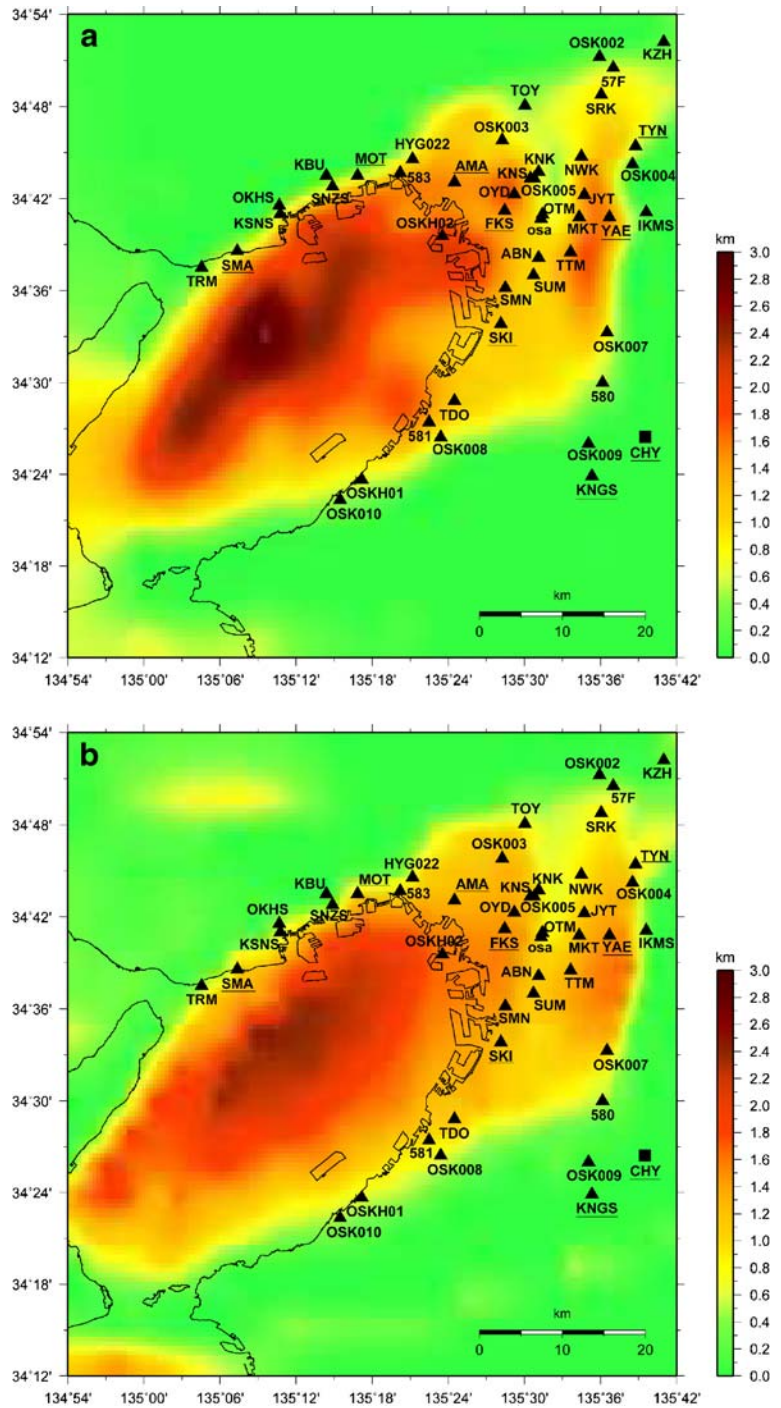 a
34°54'
34°48'
34°42'
34°36'
34°30'
34°24'
34°18'
34°12'
134°54' 135°00' 135°06' 135°12' 135°18' 135°24' 135°30' 135°36' 135°42'
OSK002
KZH
57F
TOY
SRK
OSK003
TYN
HYG022
KNK
NWK
KBU
MOT
583
AMA
KNS
OSK004
OKHS
SNZS
OYD
OSK005
JYT
KSNS
OSKH02
FKS
OTM
osa
MKT
YAE
IKMS
SMA
ABN
TTM
TRM
SUM
SMN
SKI
OSK007
580
TDO
581
OSK008
OSK009
CHY
OSKH01
KNGS
OSK010
km
0 10 20
km
3.0
2.8
2.6
2.4
2.2
2.0
1.8
1.6
1.4
1.2
1.0
0.8
0.6
0.4
0.2
0.0
b
34°54'
34°48'
34°42'
34°36'
34°30'
34°24'
34°18'
34°12'
134°54' 135°00' 135°06' 135°12' 135°18' 135°24' 135°30' 135°36' 135°42'
OSK002
KZH
57F
TOY
SRK
OSK003
TYN
HYG022
KNK
NWK
KBU
MOT
583
AMA
KNS
OSK004
OKHS
SNZS
OYD
OSK005
JYT
KSNS
OSKH02
FKS
OTM
osa
MKT
YAE
IKMS
SMA
ABN
TTM
TRM
SUM
SMN
SKI
OSK007
580
TDO
581
OSK008
OSK009
CHY
OSKH01
KNGS
OSK010
km
0 10 20
km
3.0
2.8
2.6
2.4
2.2
2.0
1.8
1.6
1.4
1.2
1.0
0.8
0.6
0.4
0.2
0.0